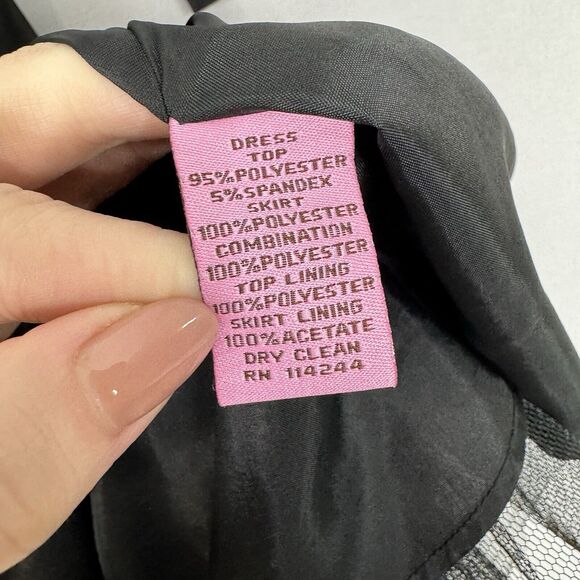 DRESS
TOP
95%POLYESTER
5%SPANDEX
SKIRT
100%POLYESTER
COMBINATION
100%POLYESTER
TOP LINING
100%POLYESTER
SKIRT LINING
100%ACETATE
DRY CLEAN
RN 114244